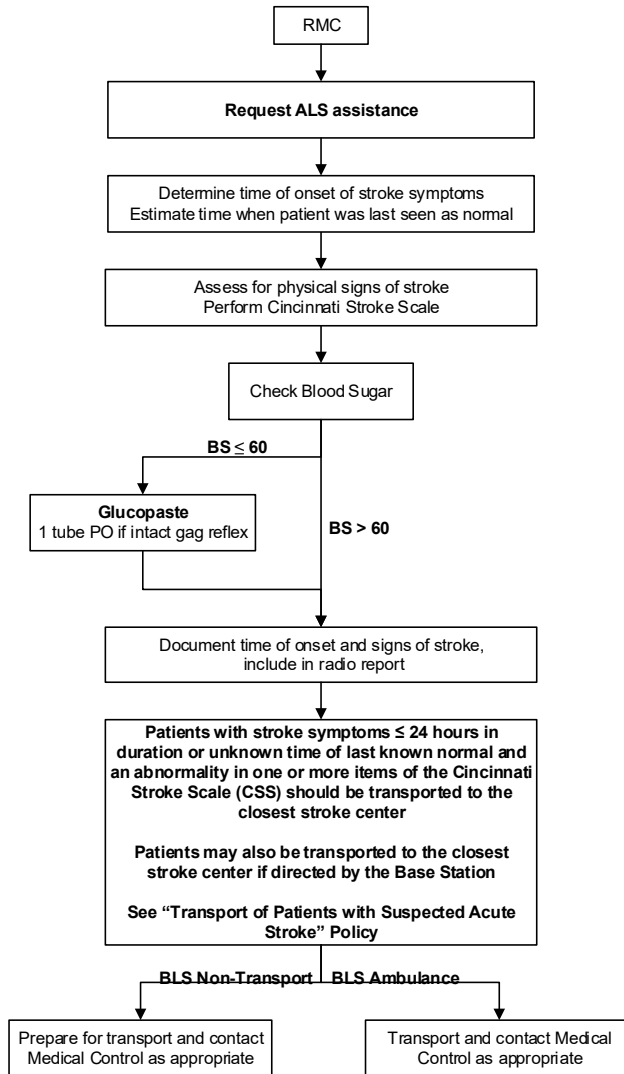 RMC
Request ALS assistance
Determine time of onset of stroke symptoms
Estimate time when patient was last seen as normal
Assess for physical signs of stroke
Perform Cincinnati Stroke Scale
Check Blood Sugar
BS ≤ 60
Glucopaste
1 tube PO if intact gag reflex
BS > 60
Document time of onset and signs of stroke,
include in radio report
Patients with stroke symptoms ≤ 24 hours in
duration or unknown time of last known normal and
an abnormality in one or more items of the Cincinnati
Stroke Scale (CSS) should be transported to the
closest stroke center
Patients may also be transported to the closest
stroke center if directed by the Base Station
See “Transport of Patients with Suspected Acute
Stroke” Policy
BLS Non-Transport
BLS Ambulance
Prepare for transport and contact
Medical Control as appropriate
Transport and contact Medical
Control as appropriate